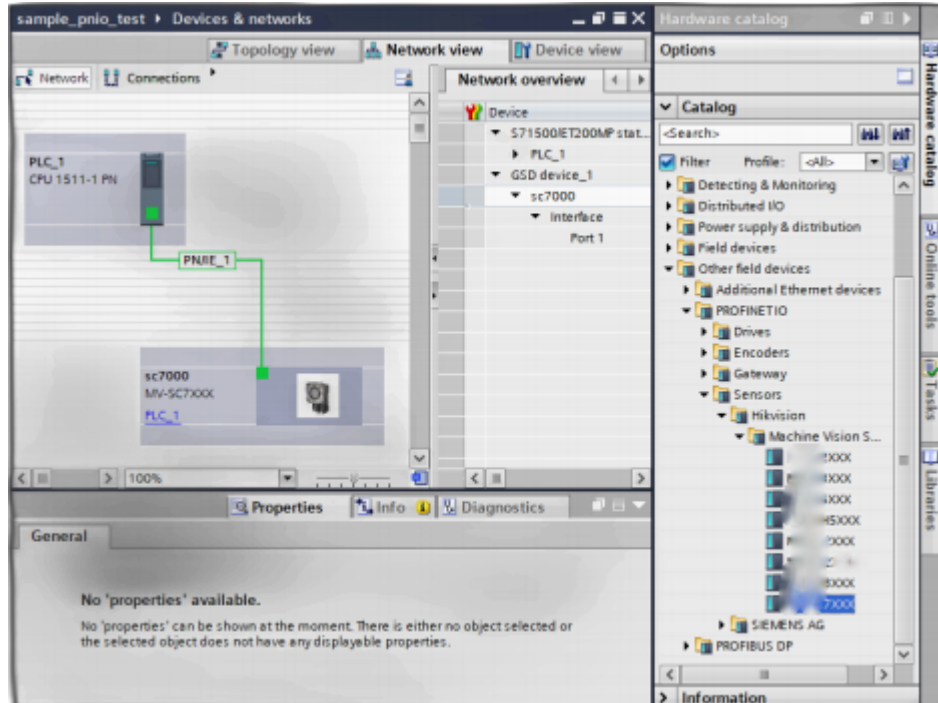 sample_pnio_test ▸ Devices & networks
Topology view
Network view
Device view
Network
Connections
PLC_1
CPU 1511-1 PN
PN/IE_1
sc7000
MV-SC7XXX
PLC_1
100%
Network overview
Device
S71500/ET200MP stat...
PLC_1
GSD device_1
sc7000
Interface
Port 1
Properties
Info
Diagnostics
General
No 'properties' available.
No 'properties' can be shown at the moment. There is either no object selected or
the selected object does not have any displayable properties.
Hardware catalog
Options
Catalog
<Search>
Filter
Profile:
<All>
Detecting & Monitoring
Distributed I/O
Power supply & distribution
Field devices
Other field devices
Additional Ethernet devices
PROFINET IO
Drives
Encoders
Gateway
Sensors
Hikvision
Machine Vision S...
SIEMENS AG
PROFIBUS DP
Information
Hardware catalog
Online tools
Tasks
Libraries